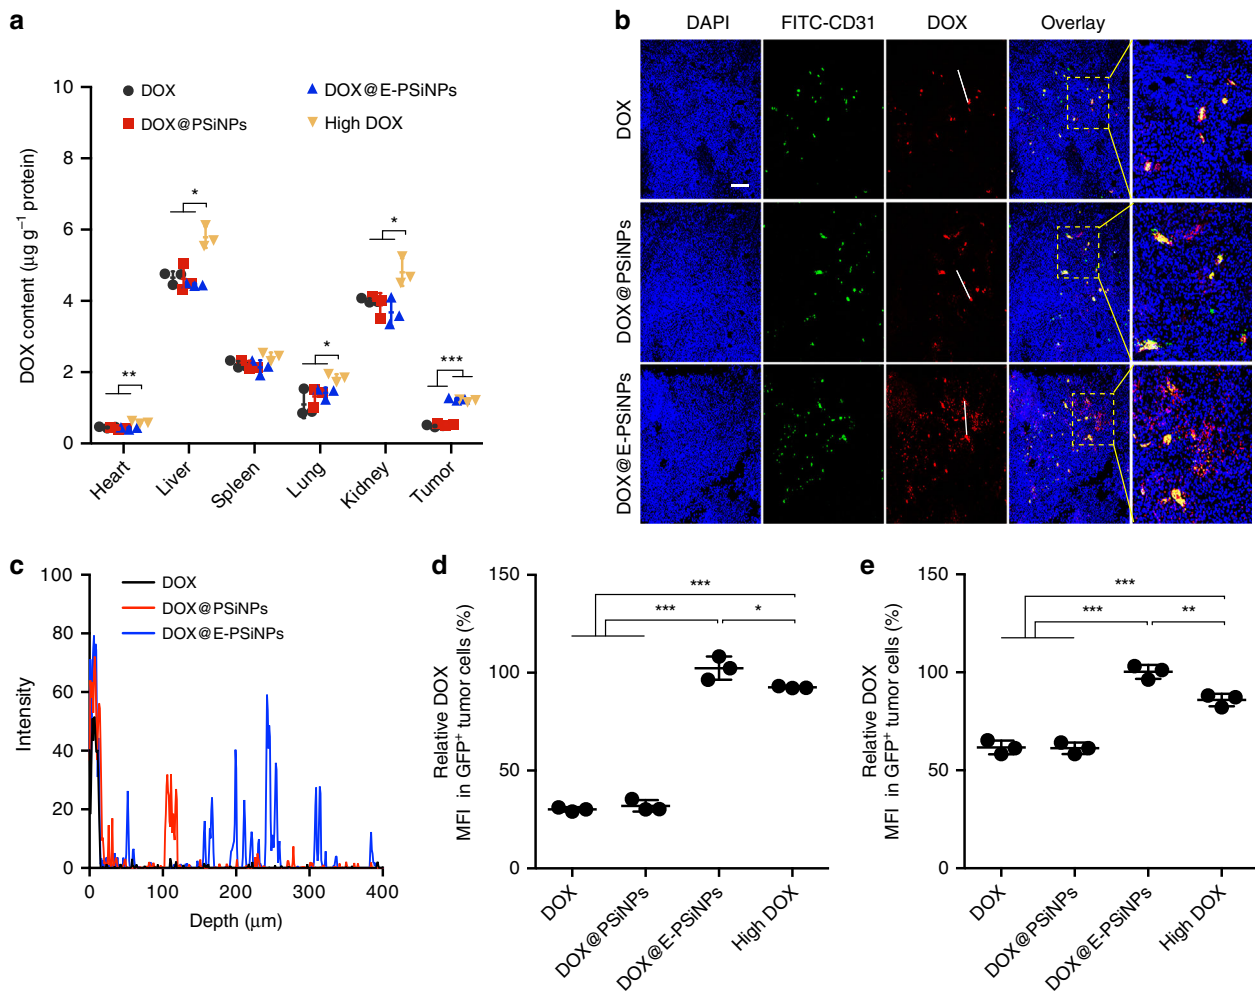 a
DOX content (µg g⁻¹ protein)
10
8
6
4
2
0
DOX
DOX@PSiNPs
DOX@E-PSiNPs
High DOX
**
*
*
*
***
Heart
Liver
Spleen
Lung
Kidney
Tumor
b
DAPI
FITC-CD31
DOX
Overlay
DOX
DOX@PSiNPs
DOX@E-PSiNPs
c
Intensity
100
80
60
40
20
0
DOX
DOX@PSiNPs
DOX@E-PSiNPs
0
100
200
300
400
Depth (µm)
d
Relative DOX
MFI in GFP⁺ tumor cells (%)
150
100
50
0
***
***
*
DOX
DOX@PSiNPs
DOX@E-PSiNPs
High DOX
e
Relative DOX
MFI in GFP⁺ tumor cells (%)
150
100
50
0
***
***
**
DOX
DOX@PSiNPs
DOX@E-PSiNPs
High DOX